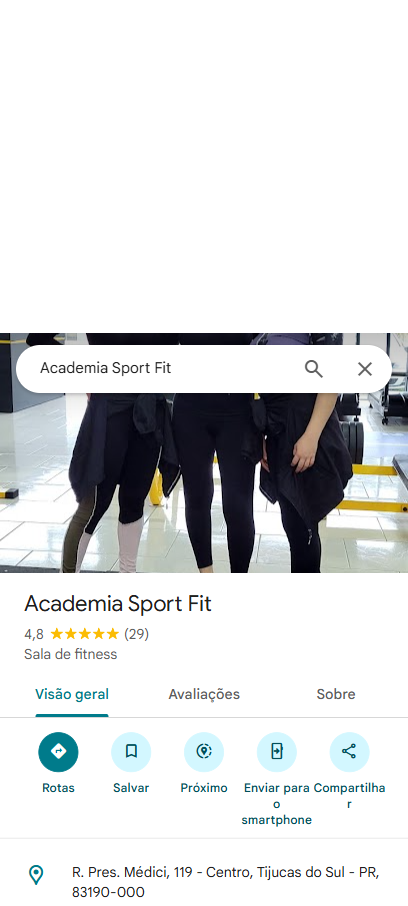 Academia Sport Fit
Academia Sport Fit
4,8 (29)
Sala de fitness
Visão geral Avaliações Sobre
Rotas Salvar Próximo Enviar para o smartphone Compartilhar
R. Pres. Médici, 119 - Centro, Tijucas do Sul - PR,
83190-000